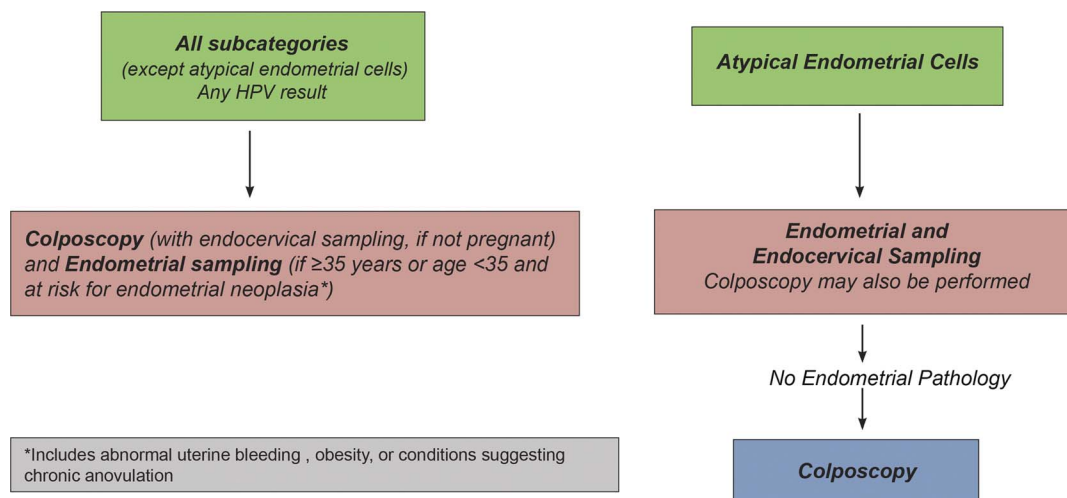 All subcategories
(except atypical endometrial cells)
Any HPV result
Atypical Endometrial Cells
Colposcopy (with endocervical sampling, if not pregnant)
and Endometrial sampling (if ≥35 years or age <35 and
at risk for endometrial neoplasia*)
Endometrial and
Endocervical Sampling
Colposcopy may also be performed
No Endometrial Pathology
*Includes abnormal uterine bleeding , obesity, or conditions suggesting
chronic anovulation
Colposcopy